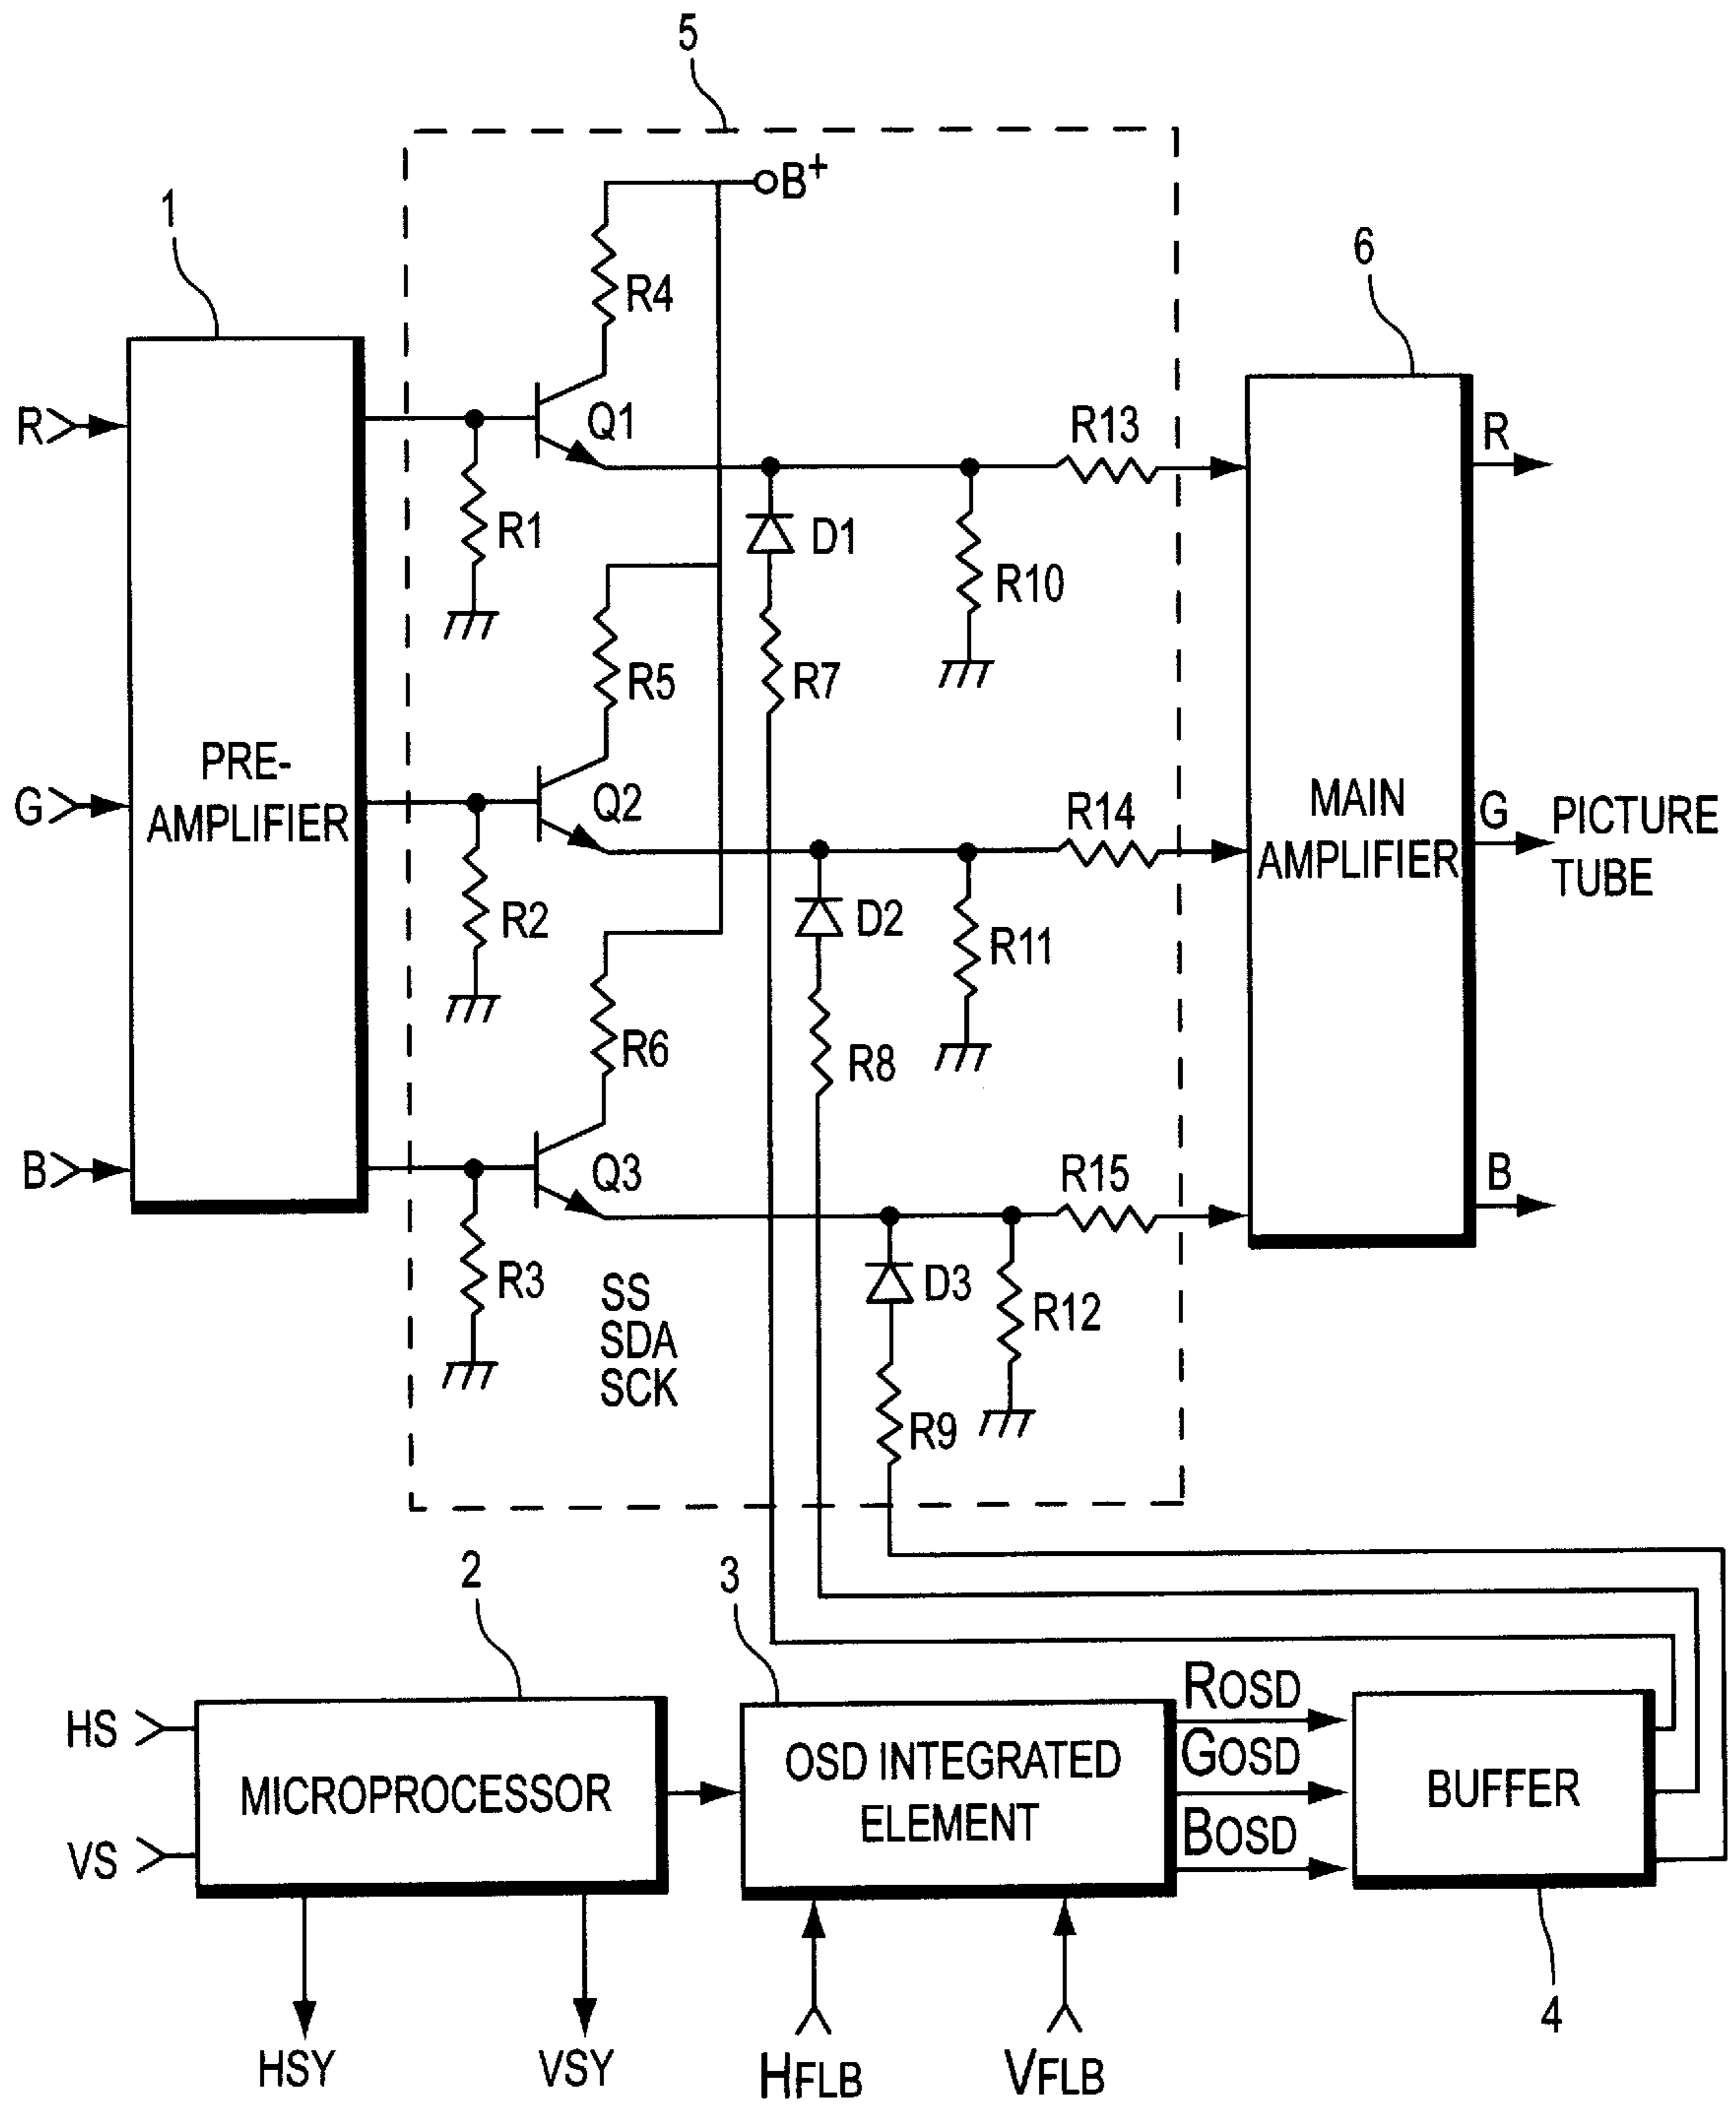 5
B+
1
R4
6
R
Q1
R13
R
R1
D1
R10
R5
R7
PRE-
AMPLIFIER
G
Q2
R14
MAIN
AMPLIFIER
G
PICTURE
TUBE
R2
D2
R11
R6
R8
B
Q3
R15
B
R3
SS
SDA
SCK
D3
R12
R9
2
3
HS
MICROPROCESSOR
VS
OSD INTEGRATED
ELEMENT
ROSD
GOSD
BOSD
BUFFER
4
HSY
VSY
HFLB
VFLB